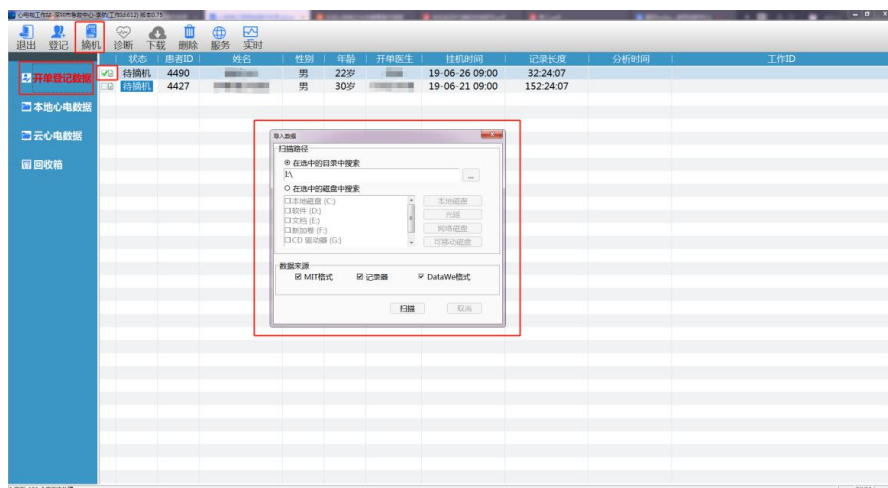 退出 登记 摘机 诊断 下载 删除 服务 实时
状态 患者ID 姓名 性别 年龄 开单医生 挂机时间 记录长度 分析时间 工作ID
开单登记数据
本地心电数据
云心电数据
回收箱
待摘机 4490 男 22岁 19-06-26 09:00 32:24:07
待摘机 4427 男 30岁 19-06-21 09:00 152:24:07
导入数据
扫描路径
在选中的目录中搜索
I:\
...
在选中的磁盘中搜索
本地磁盘 (C:)
软件 (D:)
文档 (E:)
新加卷 (F:)
CD 驱动器 (G:)
本地磁盘
光驱
网络磁盘
可移动磁盘
数据来源
MIT格式 记录器 DataWe格式
扫描 取消